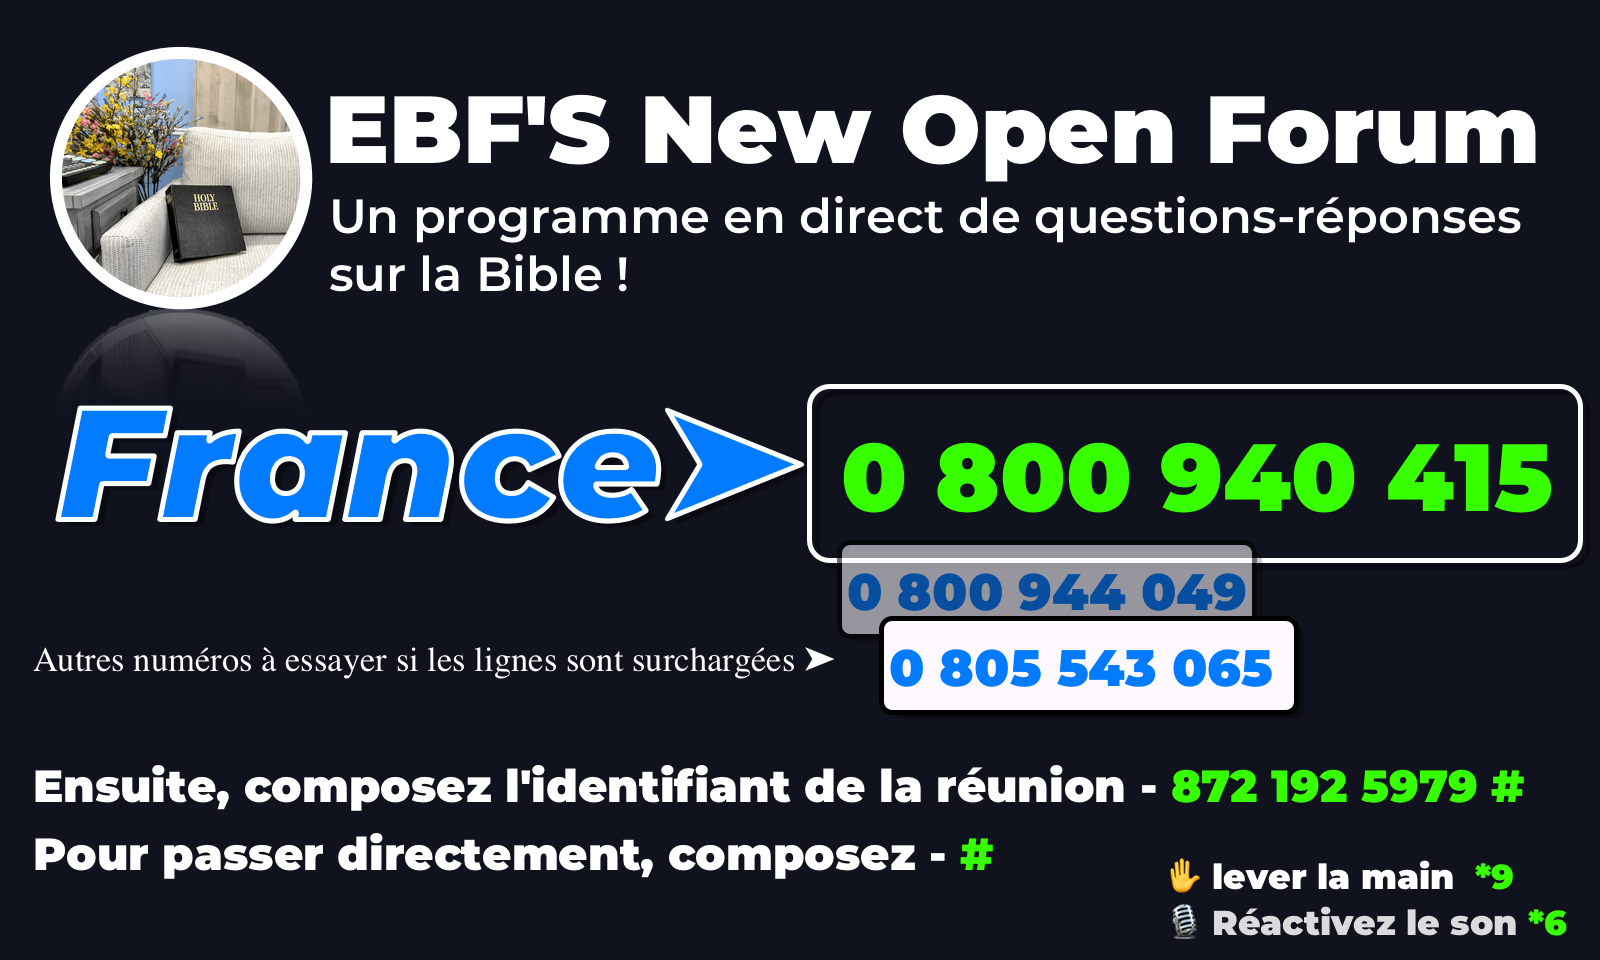 HOLY
BIBLE
EBF'S New Open Forum
Un programme en direct de questions-réponses
sur la Bible !
France
0 800 940 415
0 800 944 049
Autres numéros à essayer si les lignes sont surchargées ➤
0 805 543 065
Ensuite, composez l'identifiant de la réunion - 872 192 5979 #
Pour passer directement, composez - #
✋ lever la main *9
🎙 Réactivez le son *6